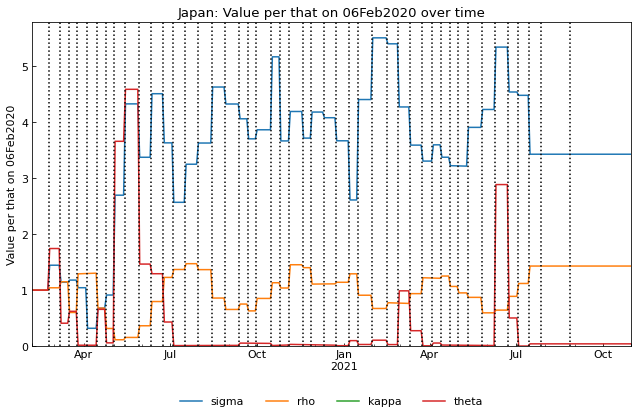 Japan: Value per that on 06Feb2020 over time
Value per that on 06Feb2020
5
4
3
2
1
0
Apr Jul Oct Jan Apr Jul Oct
2021
sigma rho kappa theta